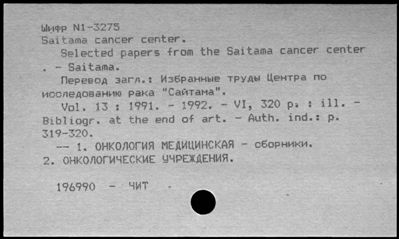 Шифр N1-3275
Saitama cancer center.
Selected papers from the Saitama cancer center
. - Saitama.
Перевод загл.: Избранные труды Центра по
исследованию рака "Сайтама".
Vol. 13 : 1991. - 1992. - VI, 320 p. : ill. -
Bibliogr. at the end of art. - Auth. ind.: p.
319-320.
-- 1. ОНКОЛОГИЯ МЕДИЦИНСКАЯ - сборники.
2. ОНКОЛОГИЧЕСКИЕ УЧРЕЖДЕНИЯ.
196990 - ЧИТ .